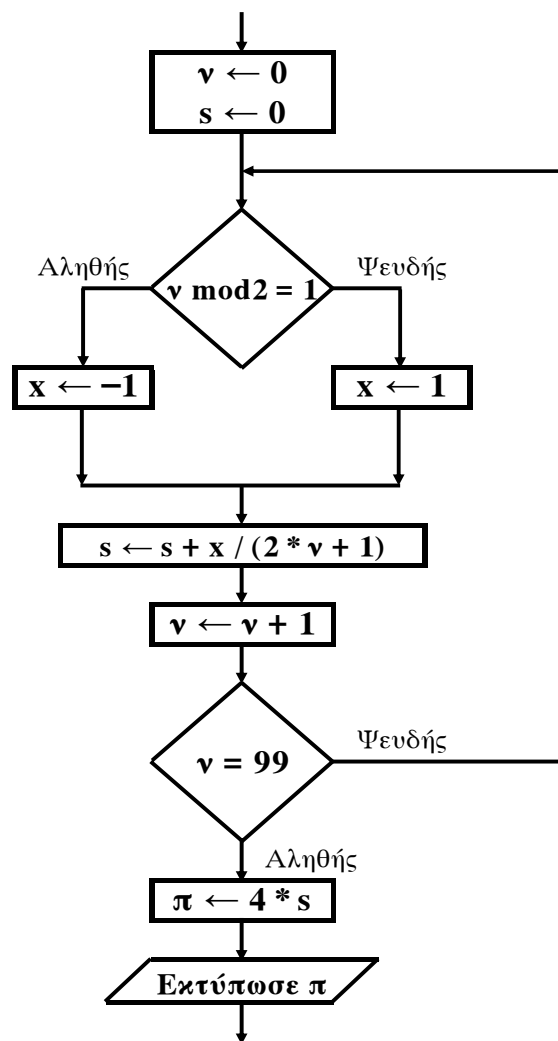 ν ← 0
s ← 0
Αληθής
Ψευδής
ν mod2 = 1
x ← −1
x ← 1
s ← s + x / (2 * ν + 1)
ν ← ν + 1
Ψευδής
ν = 99
Αληθής
π ← 4 * s
Εκτύπωσε π